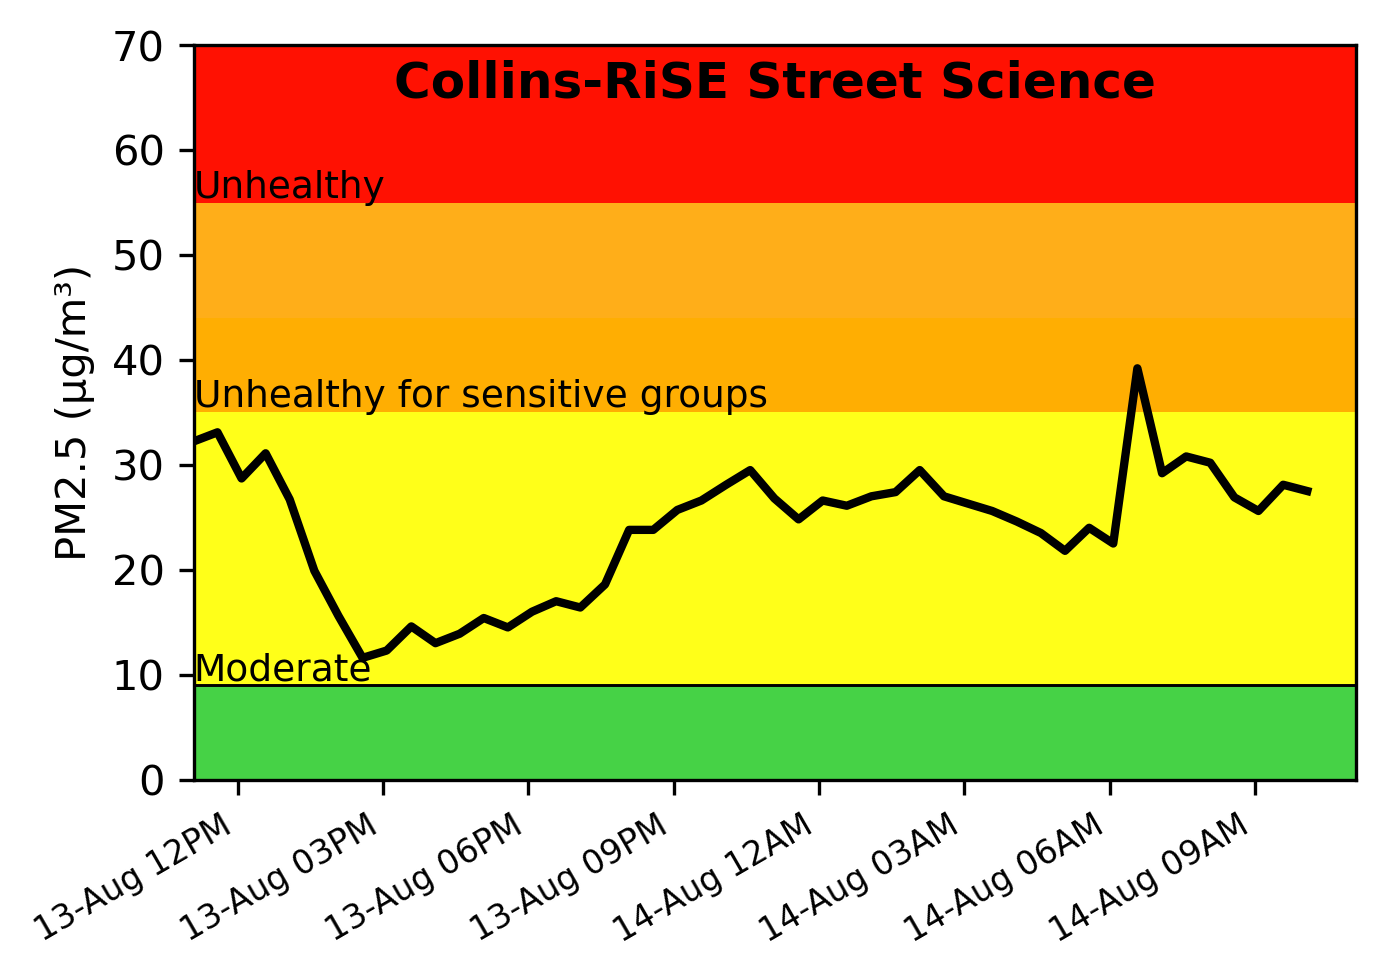 Collins-RiSE Street Science
70
60
Unhealthy
50
40
Unhealthy for sensitive groups
30
20
Moderate
10
0
PM2.5 (µg/m³)
13-Aug 12PM
13-Aug 03PM
13-Aug 06PM
13-Aug 09PM
14-Aug 12AM
14-Aug 03AM
14-Aug 06AM
14-Aug 09AM